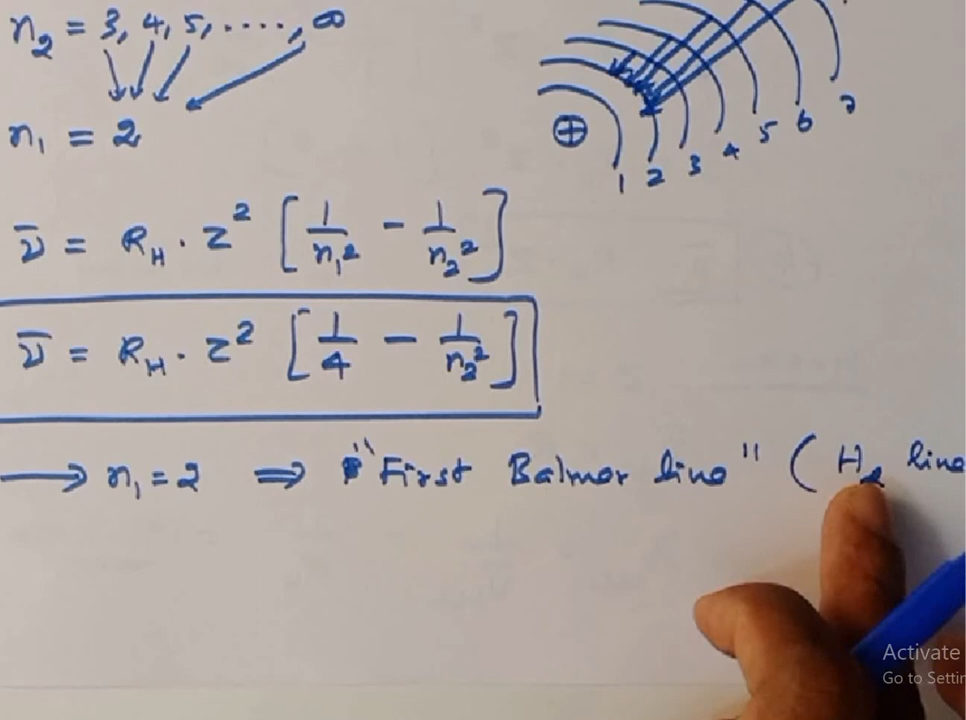 n₂ = 3, 4, 5, ....., ∞
n₁ = 2
1 2 3 4 5 6 7
ν̄ = R_H . Z² [1/n₁² - 1/n₂²]
ν̄ = R_H . Z² [1/4 - 1/n₂²]
→ n₁ = 2 ⇒ "First Balmer line" ( H line
Activate
Go to Settin